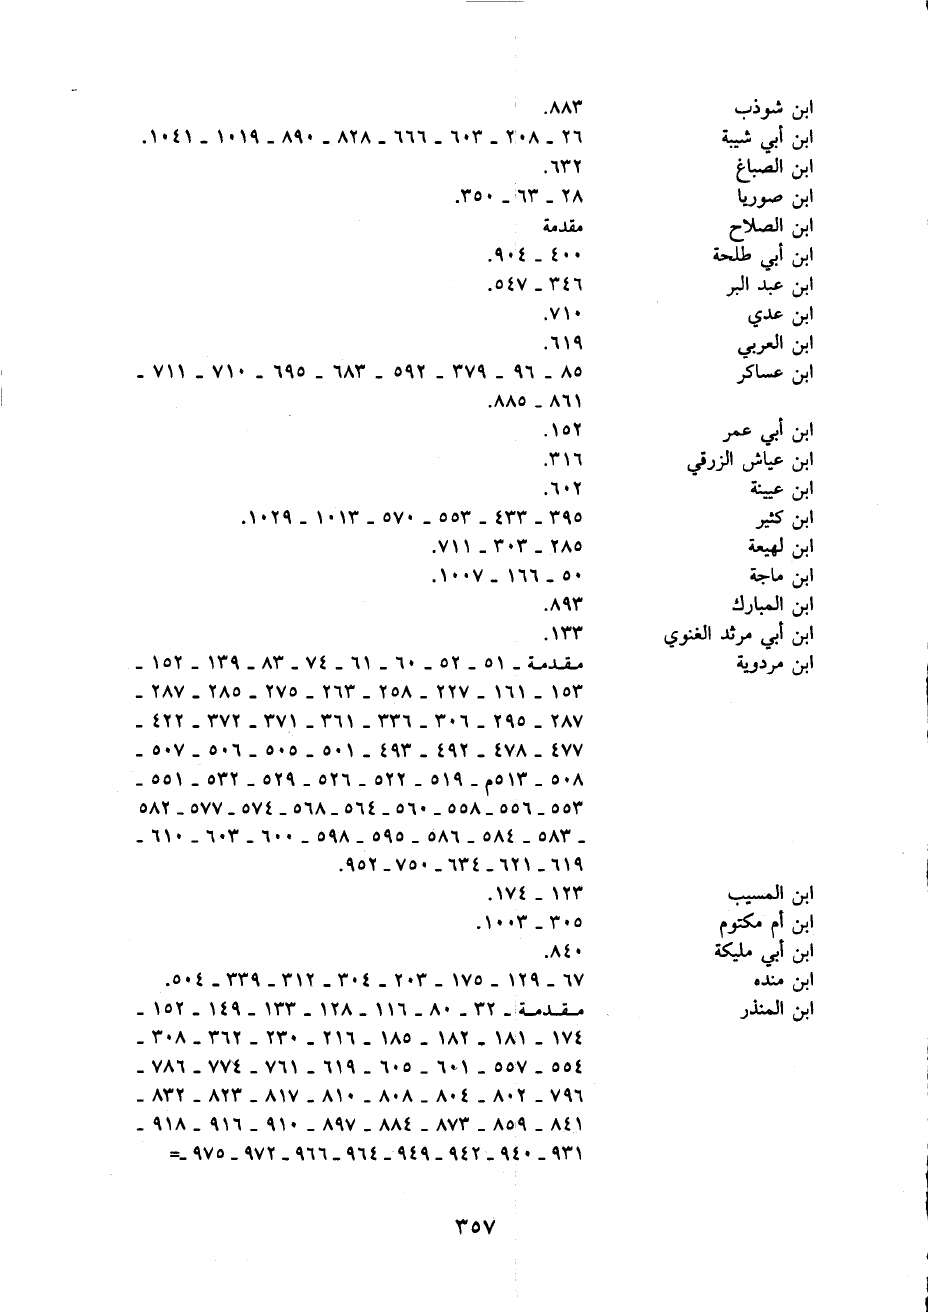 ابن شوذب ٨٨٣.
ابن أبي شيبة ٢٦ ـ ٢٠٨ ـ ٦٠٣ ـ ٦٦٦ ـ ٨٢٨ ـ ٨٩٠ ـ ١٠١٩ ـ ١٠٤١.
ابن الصباغ ٦٣٢.
ابن صوريا ٢٨ ـ ٦٣ ـ ٣٥٠.
ابن الصلاح مقدمة
ابن أبي طلحة ٤٠٠ ـ ٩٠٤.
ابن عبد البر ٣٤٦ ـ ٥٤٧.
ابن عدي ٧١٠.
ابن العربي ٦١٩.
ابن عساكر ٨٥ ـ ٩٦ ـ ٣٧٩ ـ ٥٩٢ ـ ٦٨٣ ـ ٦٩٥ ـ ٧١٠ ـ ٧١١ ـ
٨٦١ ـ ٨٨٥.
ابن أبي عمر ١٥٢.
ابن عياش الزرقي ٣١٦.
ابن عيينة ٦٠٢.
ابن كثير ٣٩٥ ـ ٤٣٣ ـ ٥٥٣ ـ ٥٧٠ ـ ١٠١٣ ـ ١٠٢٩.
ابن لهيعة ٢٨٥ ـ ٣٠٣ ـ ٧١١.
ابن ماجة ٥٠ ـ ١٦٦ ـ ١٠٠٧.
ابن المبارك ٨٩٣.
ابن أبي مرثد الغنوي ١٣٣.
ابن مردوية مقدمة ـ ٥١ ـ ٥٢ ـ ٦٠ ـ ٦١ ـ ٧٤ ـ ٨٣ ـ ١٣٩ ـ ١٥٢ ـ
١٥٣ ـ ١٦١ ـ ٢٢٧ ـ ٢٥٨ ـ ٢٦٣ ـ ٢٧٥ ـ ٢٨٥ ـ ٢٨٧ ـ
٢٨٧ ـ ٢٩٥ ـ ٣٠٦ ـ ٣٣٦ ـ ٣٦١ ـ ٣٧١ ـ ٣٧٢ ـ ٤٢٢ ـ
٤٧٧ ـ ٤٧٨ ـ ٤٩٢ ـ ٤٩٣ ـ ٥٠١ ـ ٥٠٥ ـ ٥٠٦ ـ ٥٠٧ ـ
٥٠٨ ـ ٥١٣م ـ ٥١٩ ـ ٥٢٢ ـ ٥٢٦ ـ ٥٢٩ ـ ٥٣٢ ـ ٥٥١ ـ
٥٥٣ ـ ٥٥٦ ـ ٥٥٨ ـ ٥٦٠ ـ ٥٦٤ ـ ٥٦٨ ـ ٥٧٤ ـ ٥٧٧ ـ ٥٨٢
ـ ٥٨٣ ـ ٥٨٤ ـ ٥٨٦ ـ ٥٩٥ ـ ٥٩٨ ـ ٦٠٠ ـ ٦٠٣ ـ ٦١٠ ـ
٦١٩ ـ ٦٢١ ـ ٦٣٤ ـ ٧٥٠ ـ ٩٥٢.
ابن المسيب ١٢٣ ـ ١٧٤.
ابن أم مكتوم ٣٠٥ ـ ١٠٠٣.
ابن أبي مليكة ٨٤٠.
ابن منده ٦٧ ـ ١٢٩ ـ ١٧٥ ـ ٢٠٣ ـ ٣٠٤ ـ ٣١٢ ـ ٣٣٩ ـ ٥٠٤.
ابن المنذر مقدمة ـ ٣٢ ـ ٨٠ ـ ١١٦ ـ ١٢٨ ـ ١٣٣ ـ ١٤٩ ـ ١٥٢ ـ
١٧٤ ـ ١٨١ ـ ١٨٢ ـ ١٨٥ ـ ٢١٦ ـ ٢٣٠ ـ ٣٦٢ ـ ٣٠٨ ـ
٥٥٤ ـ ٥٥٧ ـ ٦٠١ ـ ٦٠٥ ـ ٦١٩ ـ ٧٦١ ـ ٧٧٤ ـ ٧٨٦ ـ
٧٩٦ ـ ٨٠٢ ـ ٨٠٤ ـ ٨٠٨ ـ ٨١٠ ـ ٨١٧ ـ ٨٢٣ ـ ٨٣٢ ـ
٨٤١ ـ ٨٥٩ ـ ٨٧٣ ـ ٨٨٤ ـ ٨٩٧ ـ ٩١٠ ـ ٩١٦ ـ ٩١٨ ـ
٩٣١ ـ ٩٤٠ ـ ٩٤٢ ـ ٩٤٩ ـ ٩٦٤ ـ ٩٦٦ ـ ٩٧٢ ـ ٩٧٥ ـ=
٣٥٧